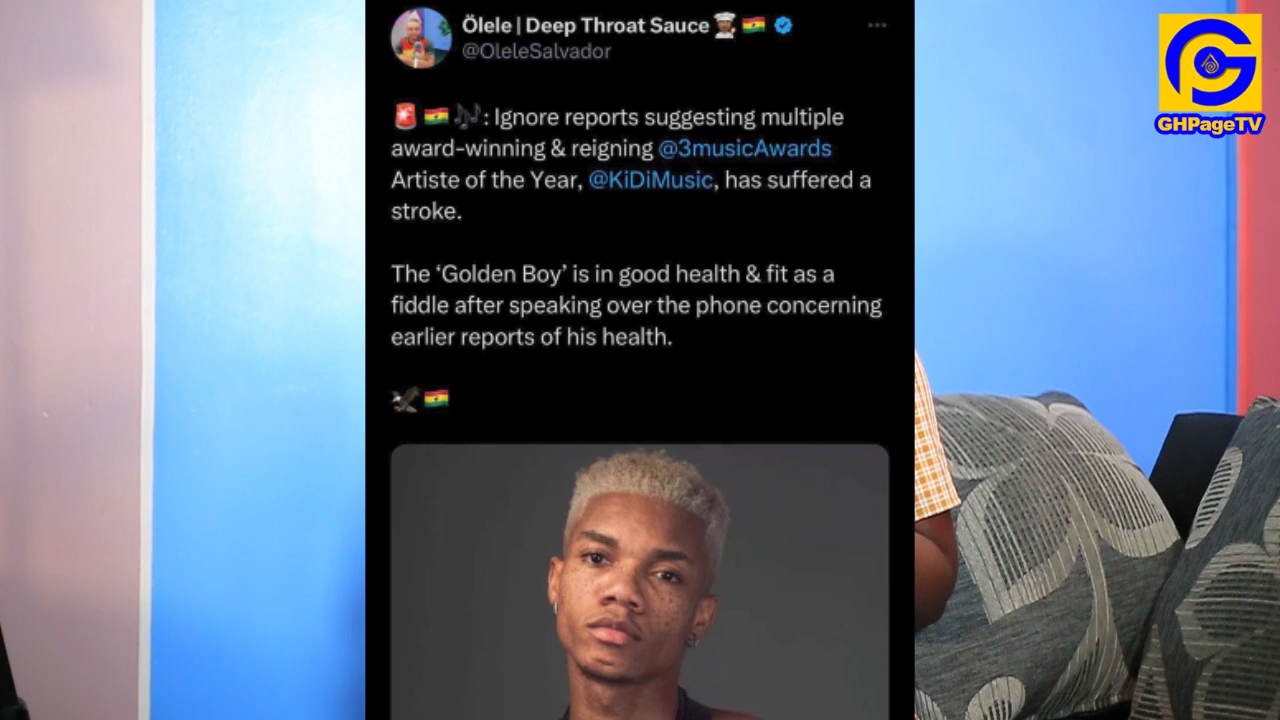 Ölele | Deep Throat Sauce
@OleleSalvador
: Ignore reports suggesting multiple
award-winning & reigning @3musicAwards
Artiste of the Year, @KiDiMusic, has suffered a
stroke.
The ‘Golden Boy’ is in good health & fit as a
fiddle after speaking over the phone concerning
earlier reports of his health.
GHPageTV